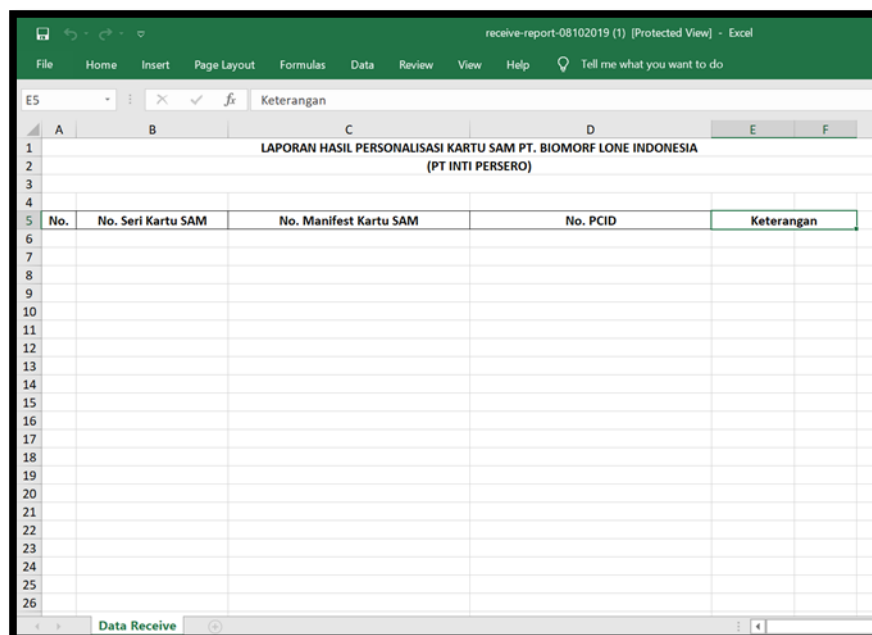 receive-report-08102019 (1) [Protected View] - Excel
File Home Insert Page Layout Formulas Data Review View Help Tell me what you want to do
E5 fx Keterangan
A B C D E F
1 LAPORAN HASIL PERSONALISASI KARTU SAM PT. BIOMORF LONE INDONESIA
2 (PT INTI PERSERO)
3
4
5 No. No. Seri Kartu SAM No. Manifest Kartu SAM No. PCID Keterangan
6
7
8
9
10
11
12
13
14
15
16
17
18
19
20
21
22
23
24
25
26
Data Receive